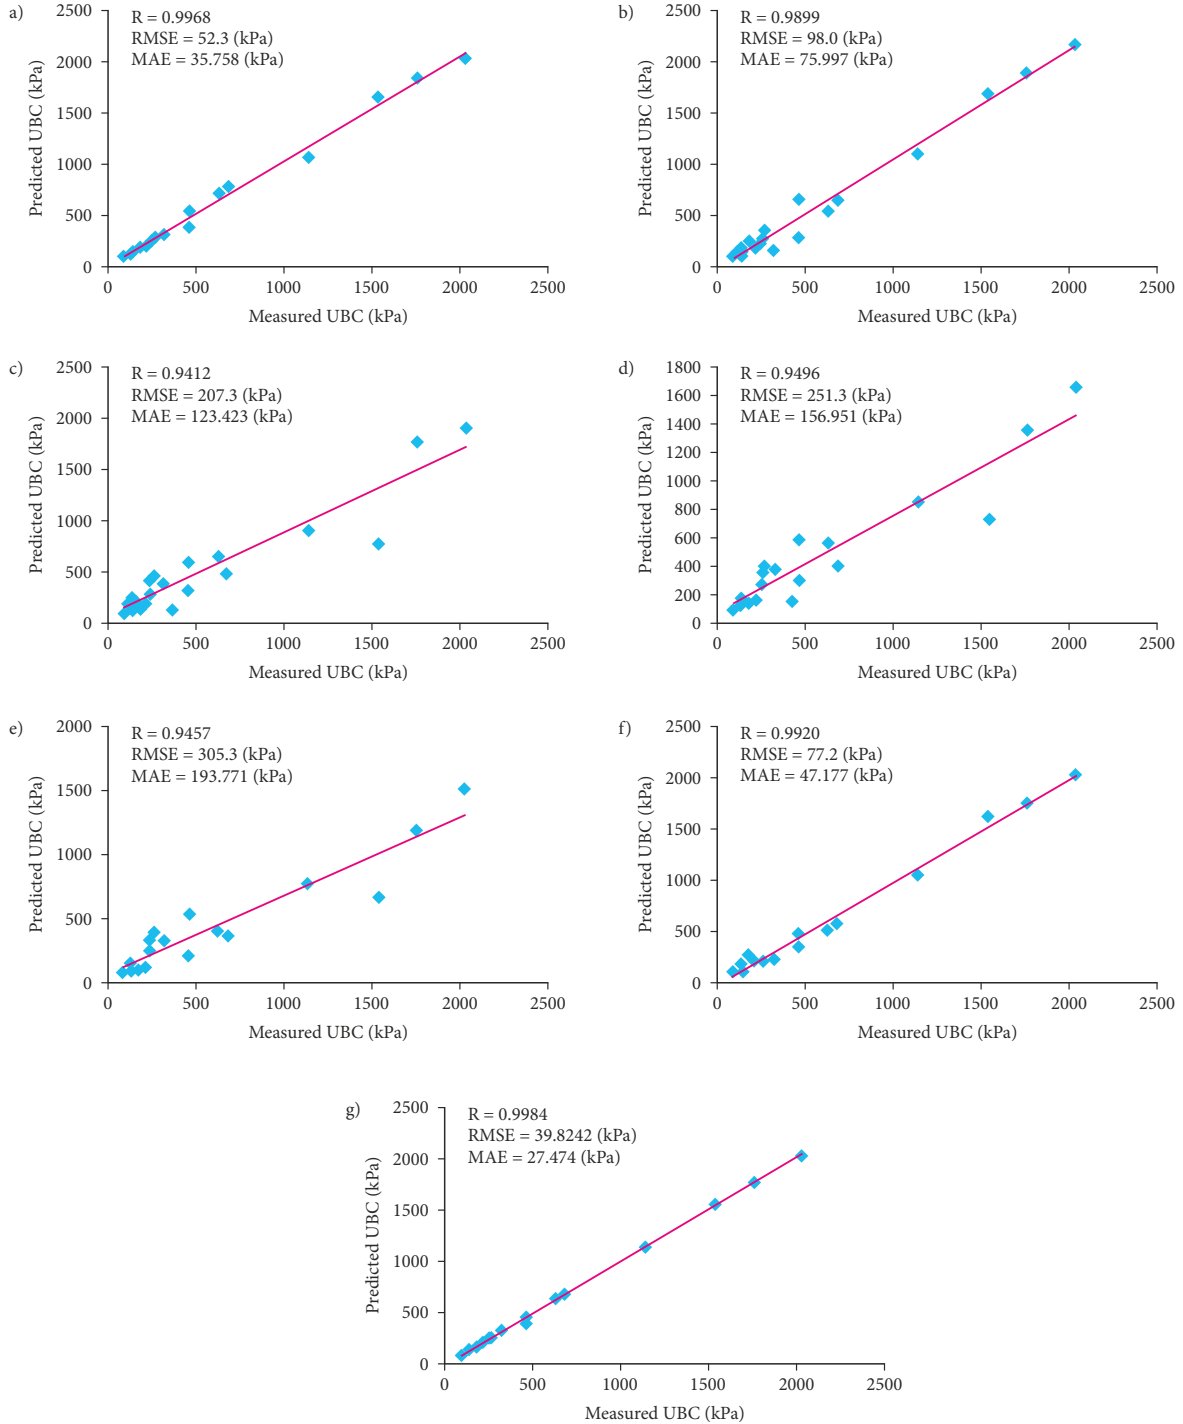 a)
R = 0.9968
RMSE = 52.3 (kPa)
MAE = 35.758 (kPa)
Predicted UBC (kPa)
2500
2000
1500
1000
500
0
0 500 1000 1500 2000 2500
Measured UBC (kPa)
b)
R = 0.9899
RMSE = 98.0 (kPa)
MAE = 75.997 (kPa)
Predicted UBC (kPa)
2500
2000
1500
1000
500
0
0 500 1000 1500 2000 2500
Measured UBC (kPa)
c)
R = 0.9412
RMSE = 207.3 (kPa)
MAE = 123.423 (kPa)
Predicted UBC (kPa)
2500
2000
1500
1000
500
0
0 500 1000 1500 2000 2500
Measured UBC (kPa)
d)
R = 0.9496
RMSE = 251.3 (kPa)
MAE = 156.951 (kPa)
Predicted UBC (kPa)
1800
1600
1400
1200
1000
800
600
400
200
0
0 500 1000 1500 2000 2500
Measured UBC (kPa)
e)
R = 0.9457
RMSE = 305.3 (kPa)
MAE = 193.771 (kPa)
Predicted UBC (kPa)
2000
1500
1000
500
0
0 500 1000 1500 2000 2500
Measured UBC (kPa)
f)
R = 0.9920
RMSE = 77.2 (kPa)
MAE = 47.177 (kPa)
Predicted UBC (kPa)
2500
2000
1500
1000
500
0
0 500 1000 1500 2000 2500
Measured UBC (kPa)
g)
R = 0.9984
RMSE = 39.8242 (kPa)
MAE = 27.474 (kPa)
Predicted UBC (kPa)
2500
2000
1500
1000
500
0
0 500 1000 1500 2000 2500
Measured UBC (kPa)